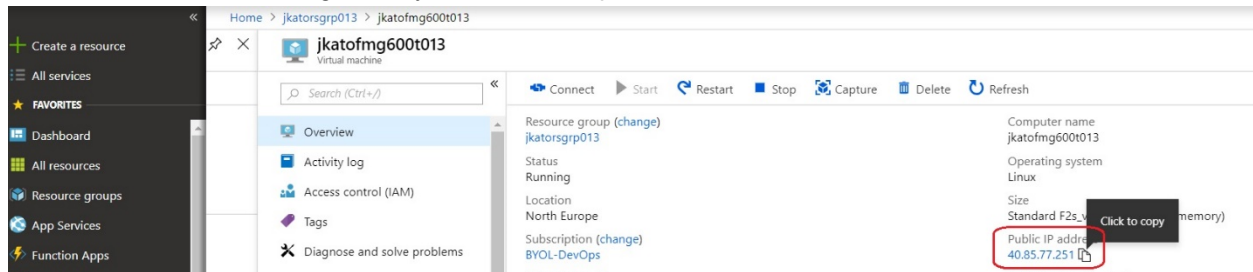 Home > jkatorsgrp013 > jkatofmg600t013
Create a resource
All services
FAVORITES
Dashboard
All resources
Resource groups
App Services
Function Apps
jkatofmg600t013
Virtual machine
Search (Ctrl+/)
Overview
Activity log
Access control (IAM)
Tags
Diagnose and solve problems
Connect Start Restart Stop Capture Delete Refresh
Resource group (change)
jkatorsgrp013
Status
Running
Location
North Europe
Subscription (change)
BYOL-DevOps
Computer name
jkatofmg600t013
Operating system
Linux
Size
Standard memory)
Click to copy
Public IP
40.85.77.251